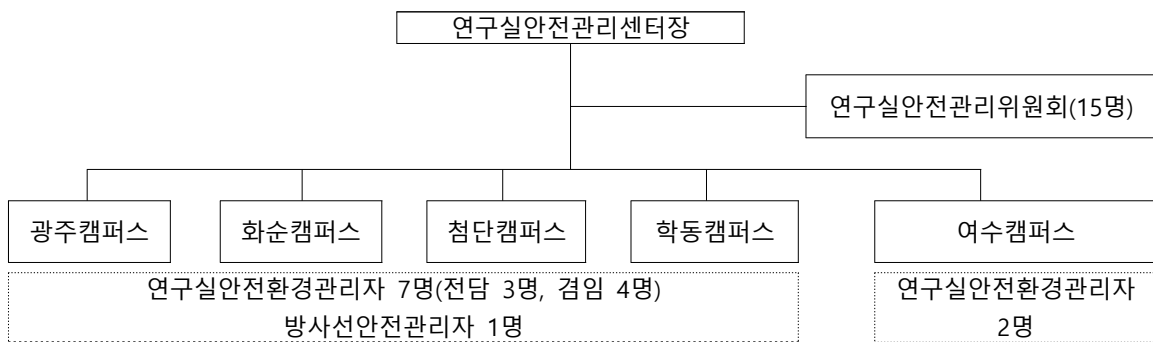 연구실안전관리센터장
연구실안전관리위원회(15명)
광주캠퍼스
화순캠퍼스
첨단캠퍼스
학동캠퍼스
여수캠퍼스
연구실안전환경관리자 7명(전담 3명, 겸임 4명)
방사선안전관리자 1명
연구실안전환경관리자
2명